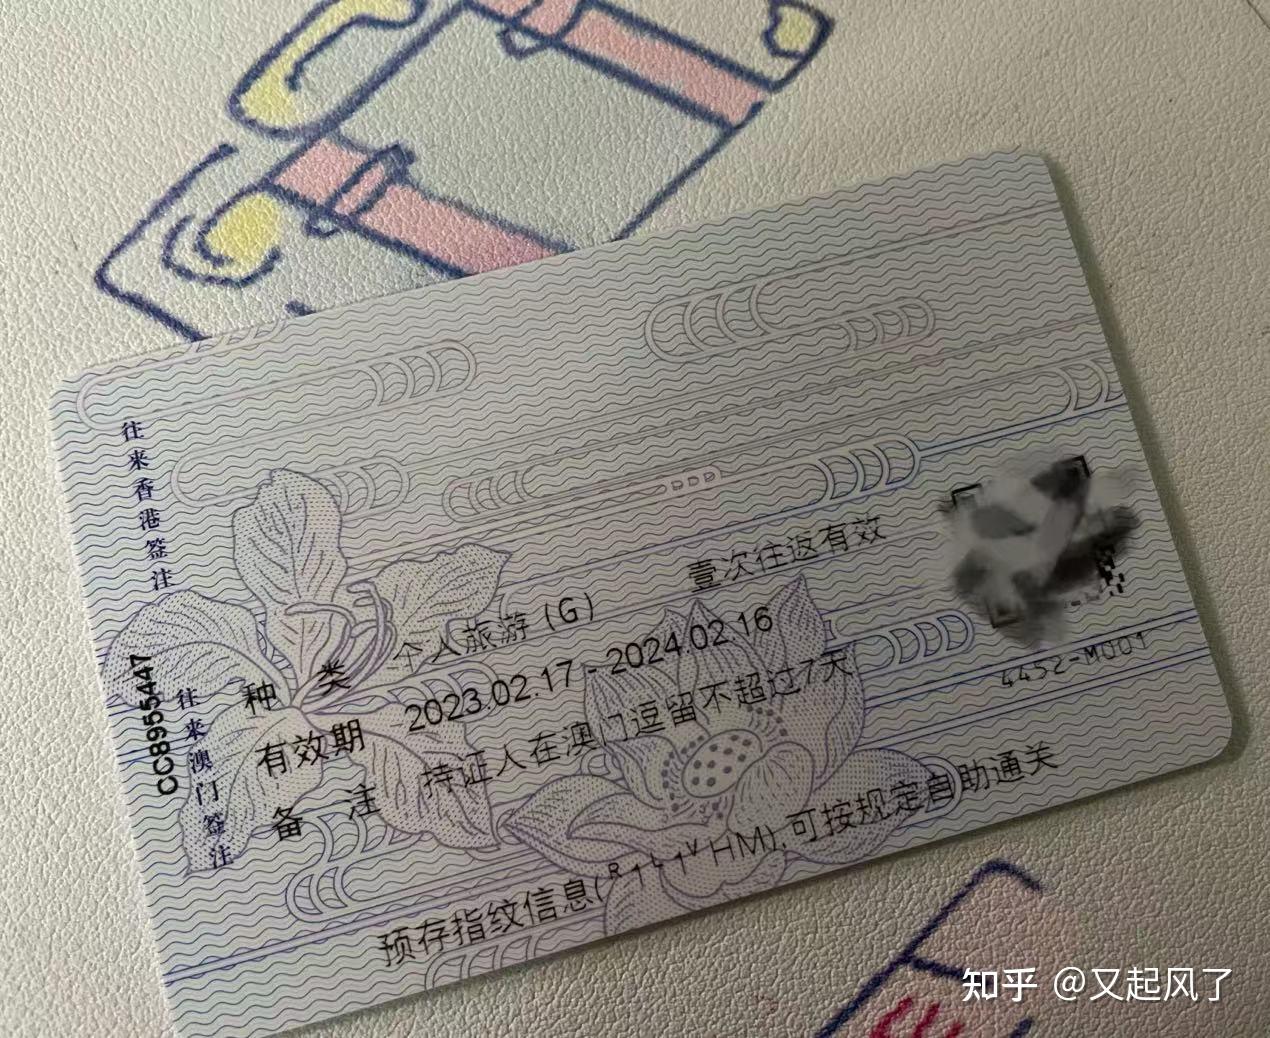 往来香港签注
CC8955447
往来澳门签注
种 类 个人旅游(G) 壹次往返有效
有效期 2023.02.17 - 2024.02.16
备 注 持证人在澳门逗留不超过7天
4452-M001
预存指纹信息(R1L1VHM),可按规定自助通关
知乎 @又起风了